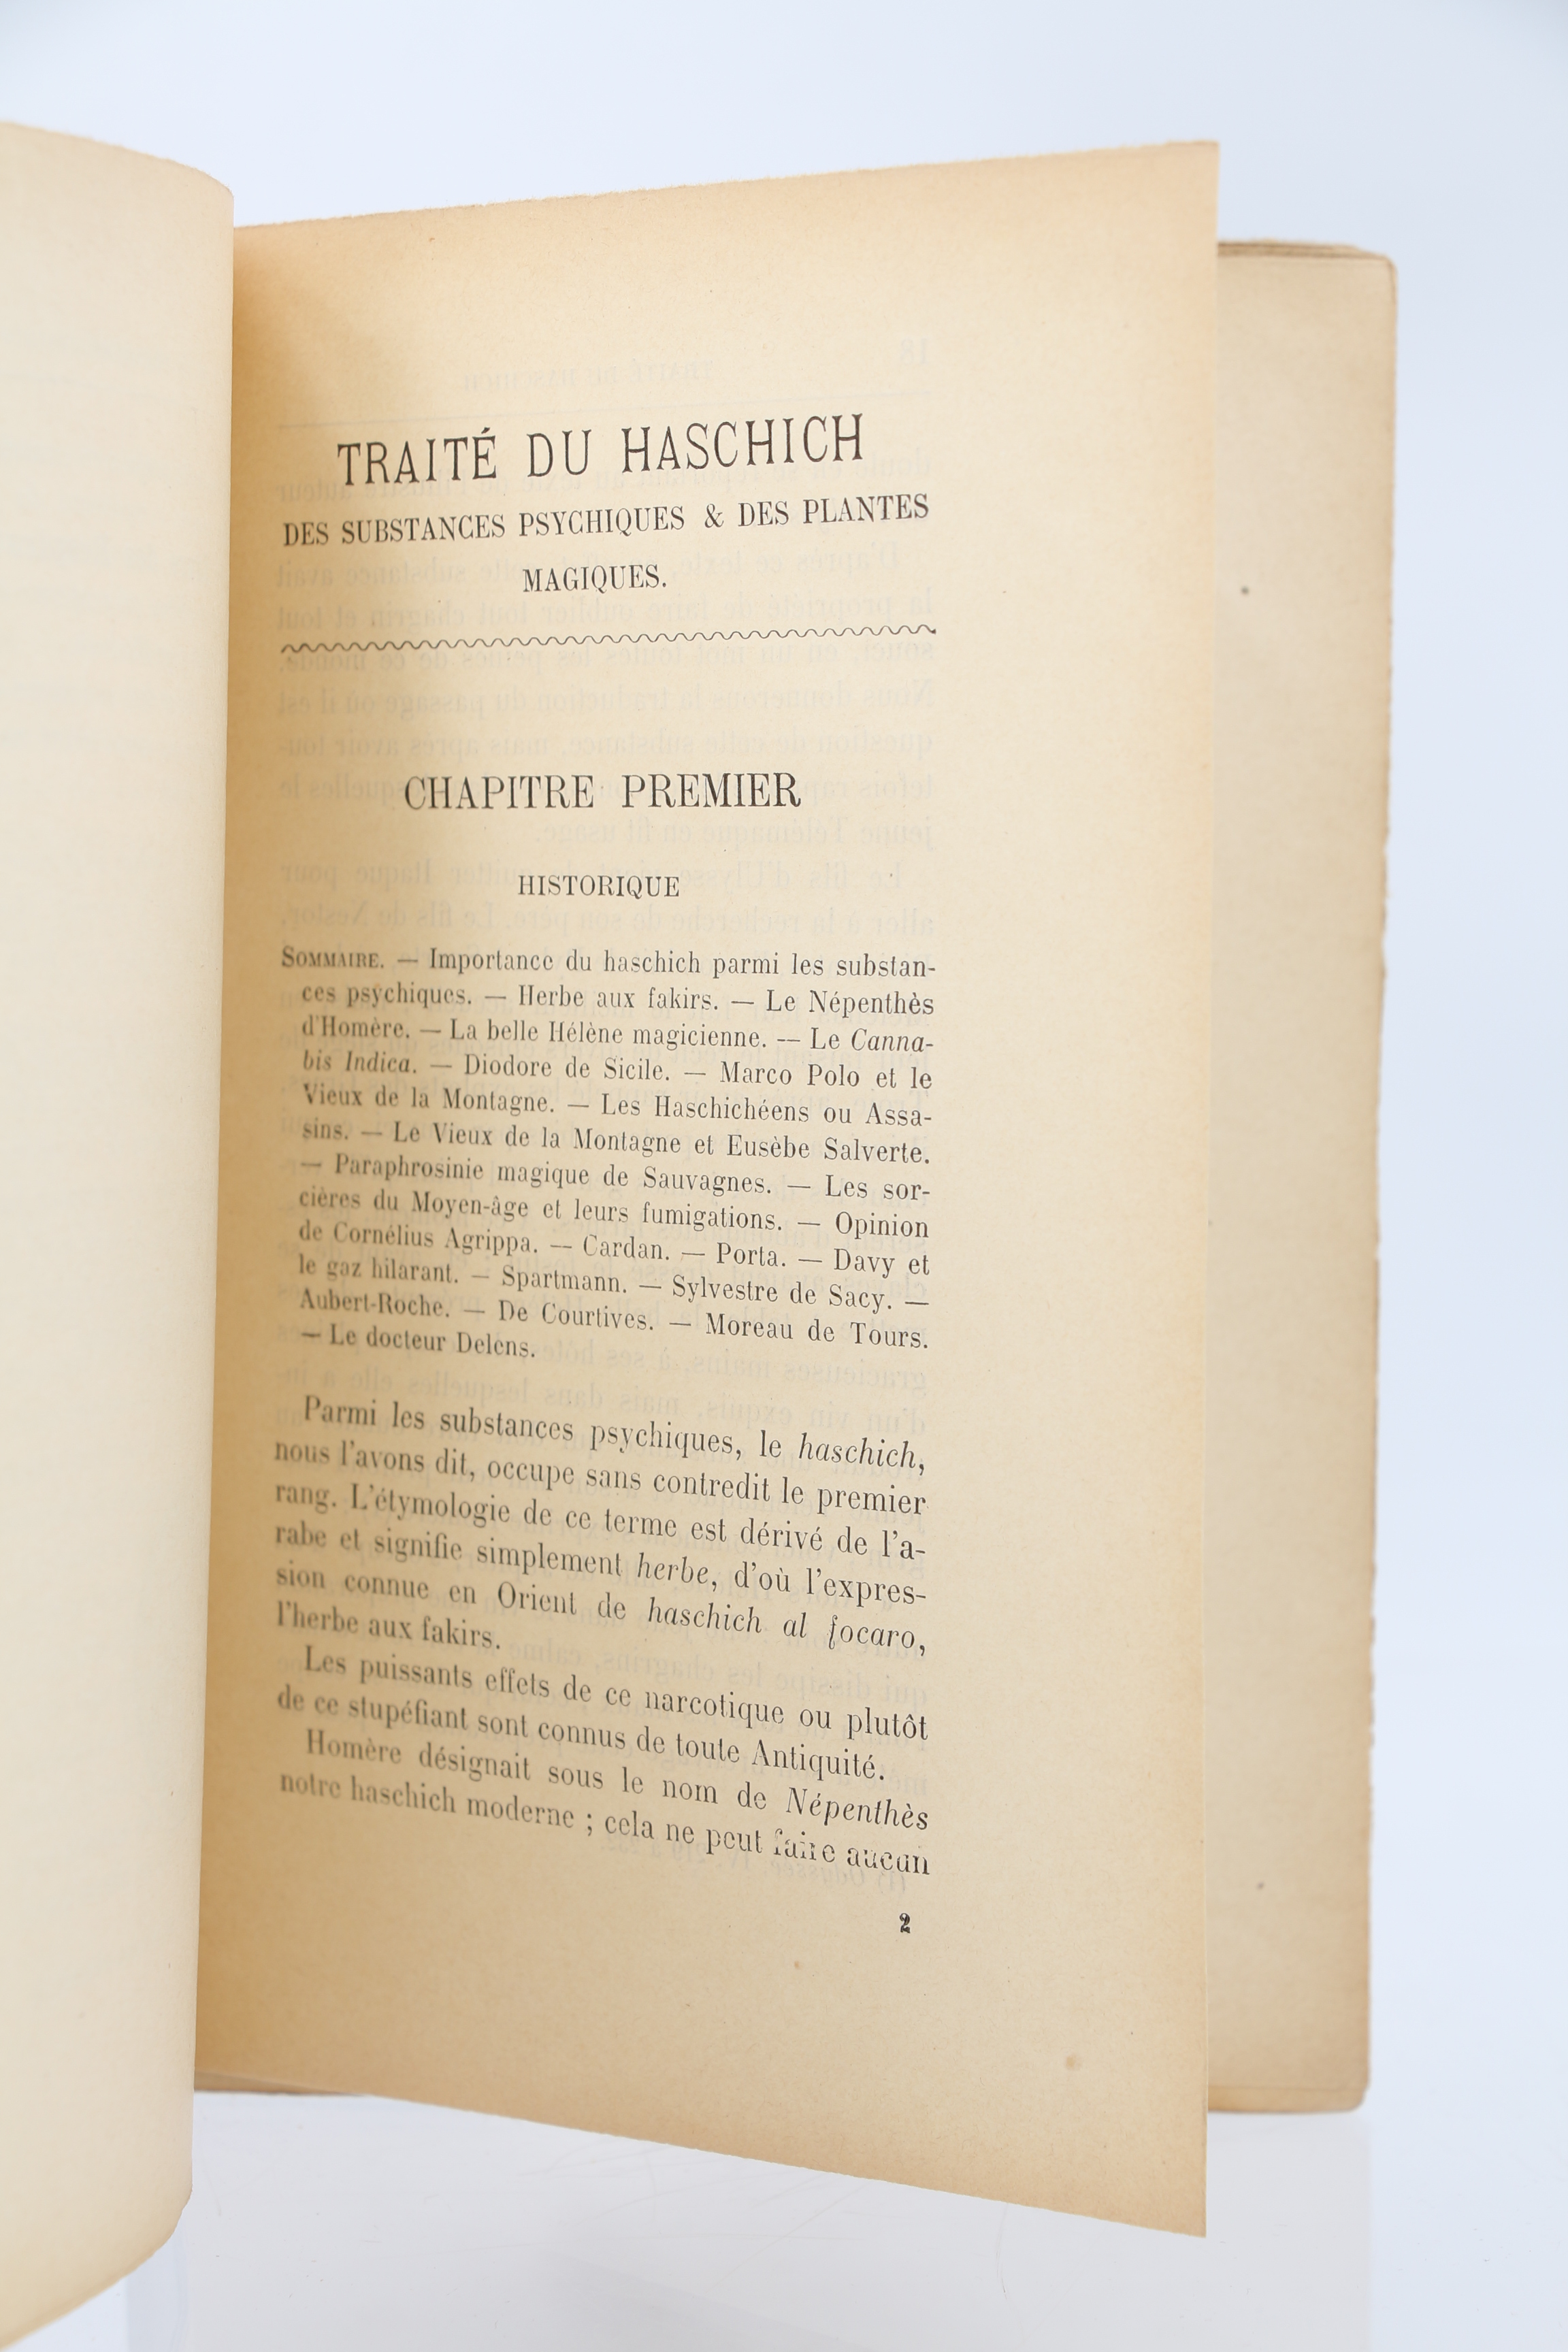 TRAITÉ DU HASCHICH
DES SUBSTANCES PSYCHIQUES & DES PLANTES
MAGIQUES.
CHAPITRE PREMIER
HISTORIQUE
SOMMAIRE. — Importance du haschich parmi les substan-
ces psychiques. — Herbe aux fakirs. — Le Népenthès
d'Homère. — La belle Hélène magicienne. — Le Canna-
bis Indica. — Diodore de Sicile. — Marco Polo et le
Vieux de la Montagne. — Les Haschichéens ou Assa-
sins. — Le Vieux de la Montagne et Eusèbe Salverte.
— Paraphrosinie magique de Sauvagnes. — Les sor-
cières du Moyen-âge et leurs fumigations. — Opinion
de Cornélius Agrippa. — Cardan. — Porta. — Davy et
le gaz hilarant. — Spartmann. — Sylvestre de Sacy. —
Aubert-Roche. — De Courtives. — Moreau de Tours.
— Le docteur Delens.
Parmi les substances psychiques, le haschich,
nous l'avons dit, occupe sans contredit le premier
rang. L'étymologie de ce terme est dérivé de l'a-
rabe et signifie simplement herbe, d'où l'expres-
sion connue en Orient de haschich al focaro,
l'herbe aux fakirs.
Les puissants effets de ce narcotique ou plutôt
de ce stupéfiant sont connus de toute Antiquité.
Homère désignait sous le nom de Népenthès
notre haschich moderne ; cela ne peut faire aucun
2